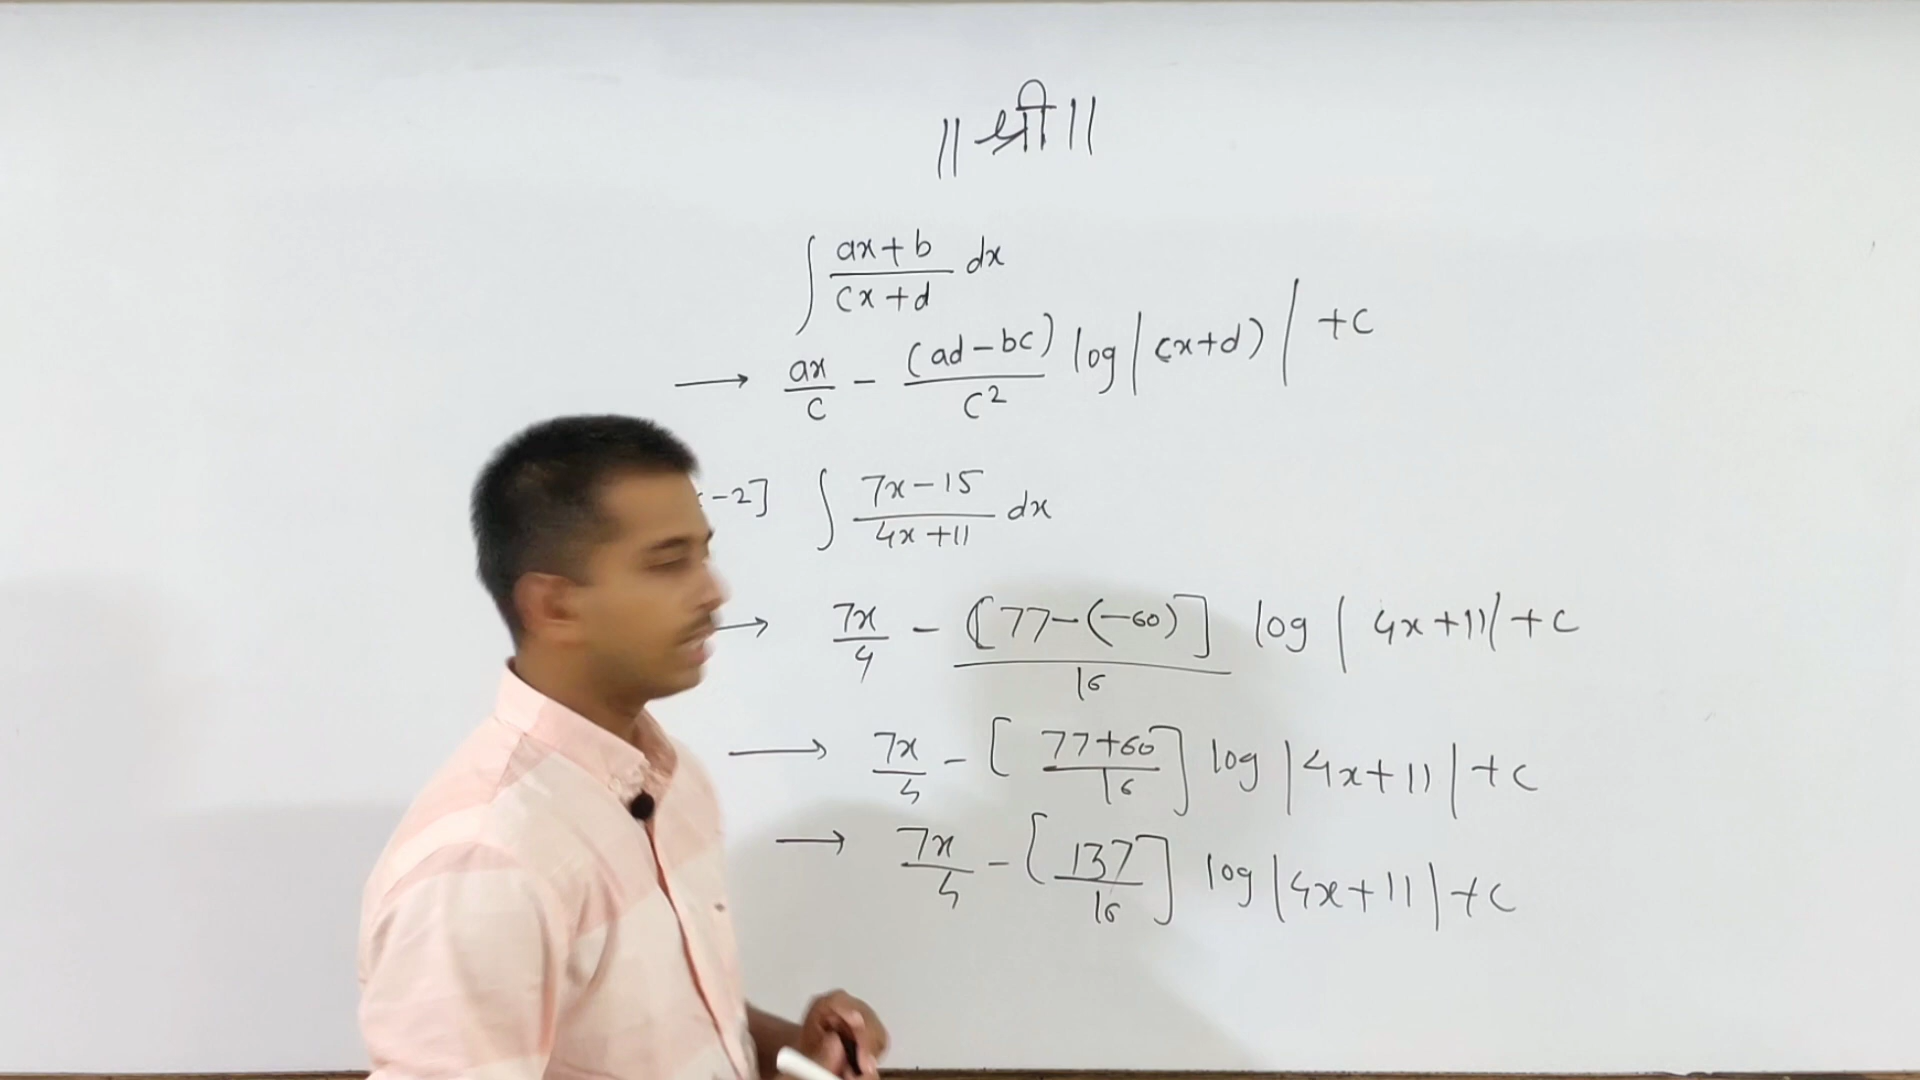 || श्री ||
∫ (ax+b)/(cx+d) dx
→ ax/c − (ad−bc)/c² log|(cx+d)| +c
-2] ∫ (7x−15)/(4x+11) dx
→ 7x/4 − [77−(−60)]/16 log|4x+11|+c
→ 7x/4 − [(77+60)/16] log|4x+11|+c
→ 7x/4 − [137/16] log|4x+11|+c